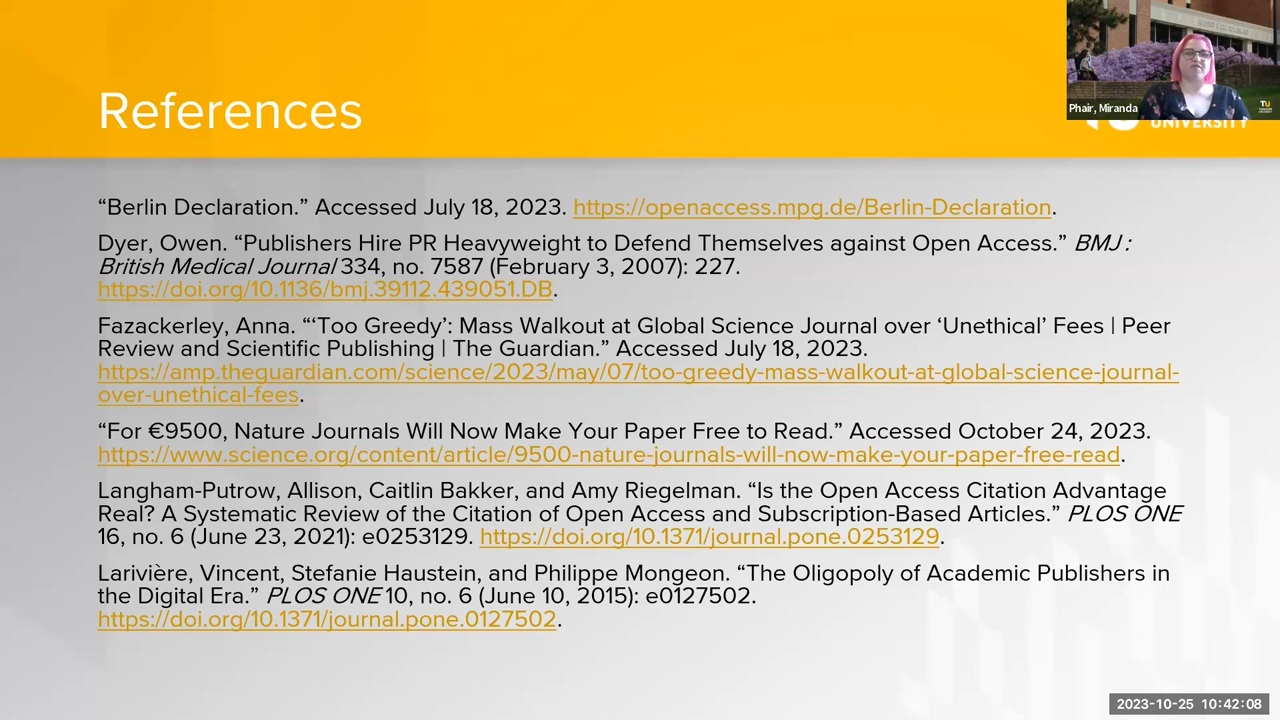 References
Phair, Miranda
TU
UNIVERSITY
“Berlin Declaration.” Accessed July 18, 2023. https://openaccess.mpg.de/Berlin-Declaration.
Dyer, Owen. “Publishers Hire PR Heavyweight to Defend Themselves against Open Access.” BMJ :
British Medical Journal 334, no. 7587 (February 3, 2007): 227.
https://doi.org/10.1136/bmj.39112.439051.DB.
Fazackerley, Anna. “‘Too Greedy’: Mass Walkout at Global Science Journal over ‘Unethical’ Fees | Peer
Review and Scientific Publishing | The Guardian.” Accessed July 18, 2023.
https://amp.theguardian.com/science/2023/may/07/too-greedy-mass-walkout-at-global-science-journal-
over-unethical-fees.
“For €9500, Nature Journals Will Now Make Your Paper Free to Read.” Accessed October 24, 2023.
https://www.science.org/content/article/9500-nature-journals-will-now-make-your-paper-free-read.
Langham-Putrow, Allison, Caitlin Bakker, and Amy Riegelman. “Is the Open Access Citation Advantage
Real? A Systematic Review of the Citation of Open Access and Subscription-Based Articles.” PLOS ONE
16, no. 6 (June 23, 2021): e0253129. https://doi.org/10.1371/journal.pone.0253129.
Larivière, Vincent, Stefanie Haustein, and Philippe Mongeon. “The Oligopoly of Academic Publishers in
the Digital Era.” PLOS ONE 10, no. 6 (June 10, 2015): e0127502.
https://doi.org/10.1371/journal.pone.0127502.
2023-10-25 10:42:08